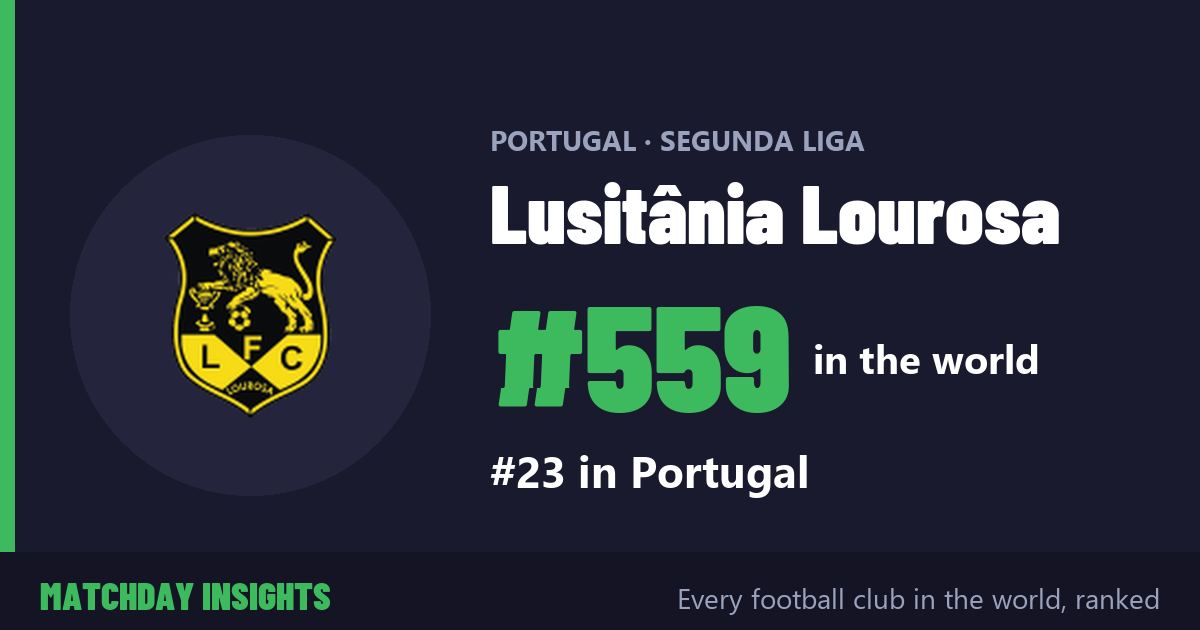 PORTUGAL · SEGUNDA LIGA
Lusitânia Lourosa
#559 in the world
#23 in Portugal
L F C
LOUROSA
MATCHDAY INSIGHTS
Every football club in the world, ranked